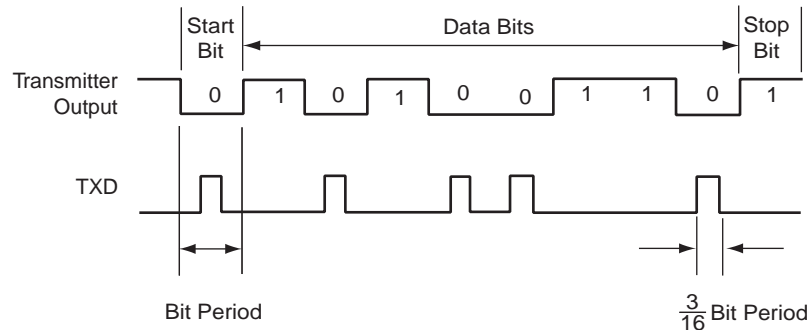 Start Data Bits Stop
Bit Bit
Transmitter
Output
0 1 0 1 0 0 1 1 0 1
TXD
Bit Period
3
16 Bit Period